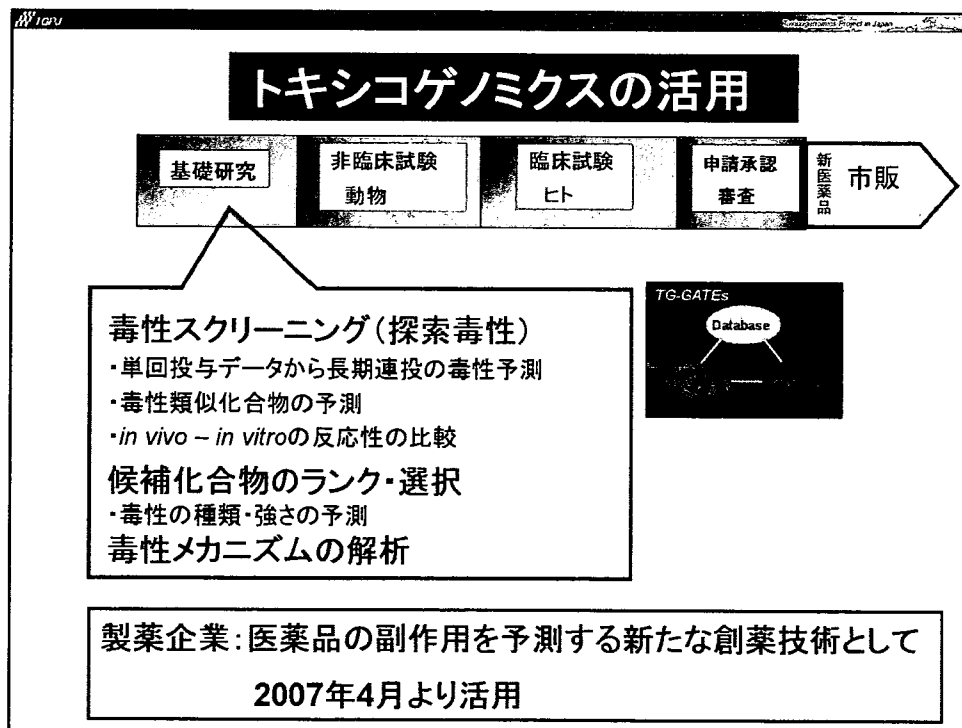 TGPJ
Toxicogenomics Project in Japan
トキシコゲノミクスの活用
基礎研究
非臨床試験
動物
臨床試験
ヒト
申請承認
審査
新医薬品
市販
毒性スクリーニング(探索毒性)
・単回投与データから長期連投の毒性予測
・毒性類似化合物の予測
・in vivo – in vitroの反応性の比較
候補化合物のランク・選択
・毒性の種類・強さの予測
毒性メカニズムの解析
TG-GATEs
Database
製薬企業:医薬品の副作用を予測する新たな創薬技術として
2007年4月より活用